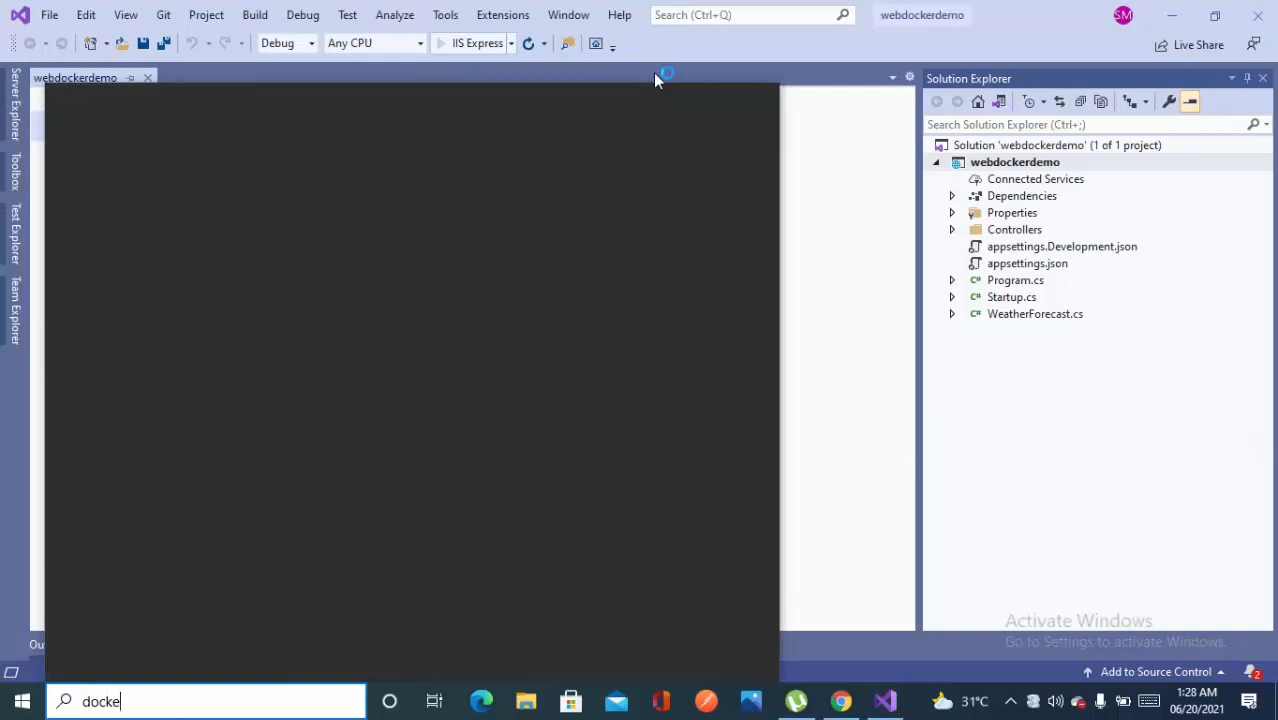 File Edit View Git Project Build Debug Test Analyze Tools Extensions Window Help Search (Ctrl+Q) webdockerdemo SM
Debug Any CPU IIS Express Live Share
webdockerdemo
Server Explorer
Toolbox
Test Explorer
Team Explorer
Solution Explorer
Search Solution Explorer (Ctrl+;)
Solution 'webdockerdemo' (1 of 1 project)
webdockerdemo
Connected Services
Dependencies
Properties
Controllers
appsettings.Development.json
appsettings.json
C# Program.cs
C# Startup.cs
C# WeatherForecast.cs
Activate Windows
Go to Settings to activate Windows.
Ou
Add to Source Control 2
docke
31°C
1:28 AM
06/20/2021